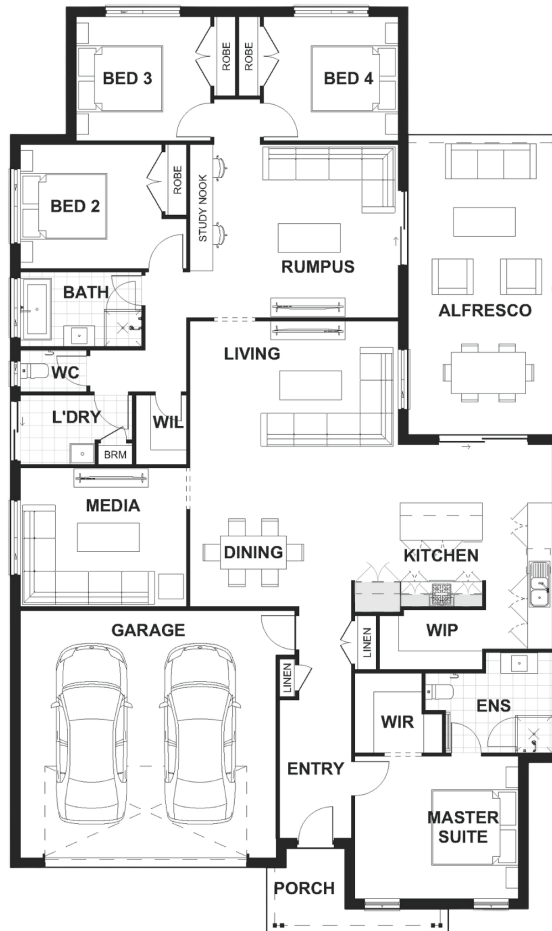 BED 3
ROBE
ROBE
BED 4
BED 2
ROBE
STUDY NOOK
RUMPUS
BATH
ALFRESCO
LIVING
WC
L'DRY
WIL
BRM
MEDIA
DINING
KITCHEN
GARAGE
LINEN
WIP
LINEN
WIR
ENS
ENTRY
MASTER
SUITE
PORCH